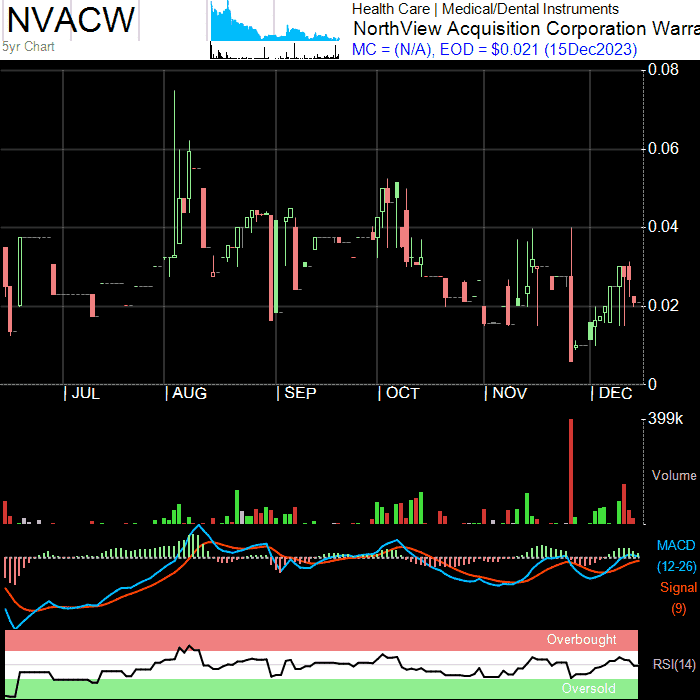 NVACW
5yr Chart
Health Care | Medical/Dental Instruments
NorthView Acquisition Corporation Warra
MC = (N/A), EOD = $0.021 (15Dec2023)
0.08
0.06
0.04
0.02
0
JUL AUG SEP OCT NOV DEC
399k
Volume
MACD
(12-26)
Signal
(9)
Overbought
RSI(14)
Oversold